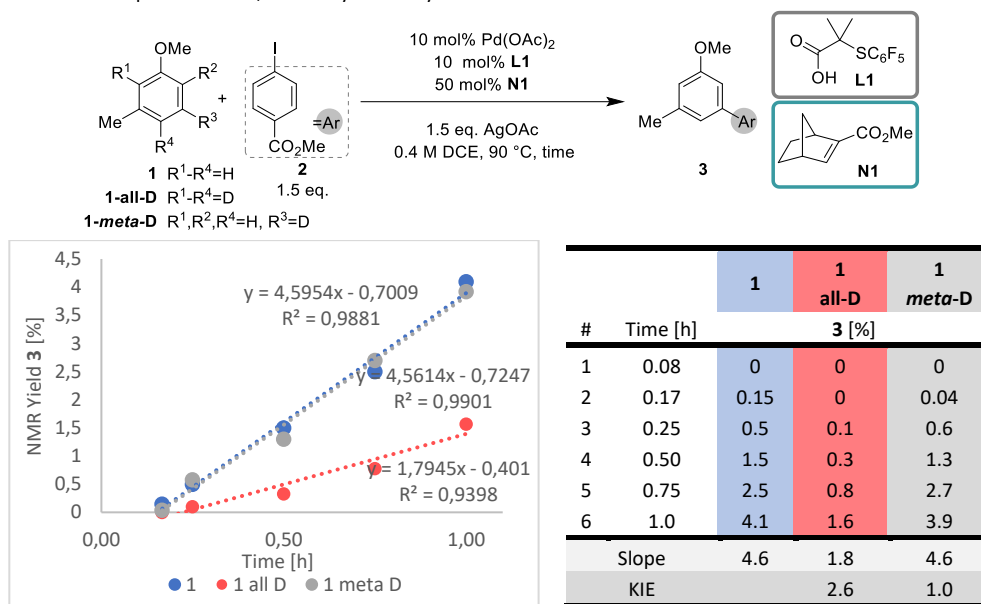 OMe
R¹
R²
Me
R³
R⁴
1 R¹-R⁴=H
1-all-D R¹-R⁴=D
1-meta-D R¹,R²,R⁴=H, R³=D
+
I
=Ar
CO₂Me
2
1.5 eq.
10 mol% Pd(OAc)₂
10 mol% L1
50 mol% N1
1.5 eq. AgOAc
0.4 M DCE, 90 °C, time
OMe
Me
Ar
3
O
OH
SC₆F₅
L1
CO₂Me
N1
NMR Yield 3 [%]
4,5
4
3,5
3
2,5
2
1,5
1
0,5
0
y = 4,5954x - 0,7009
R² = 0,9881
y = 4,5614x - 0,7247
R² = 0,9901
y = 1,7945x - 0,401
R² = 0,9398
0,00 0,50 1,00
Time [h]
1 1 all D 1 meta D
1 1 all-D 1 meta-D
# Time [h] 3 [%]
1 0.08 0 0 0
2 0.17 0.15 0 0.04
3 0.25 0.5 0.1 0.6
4 0.50 1.5 0.3 1.3
5 0.75 2.5 0.8 2.7
6 1.0 4.1 1.6 3.9
Slope 4.6 1.8 4.6
KIE 2.6 1.0